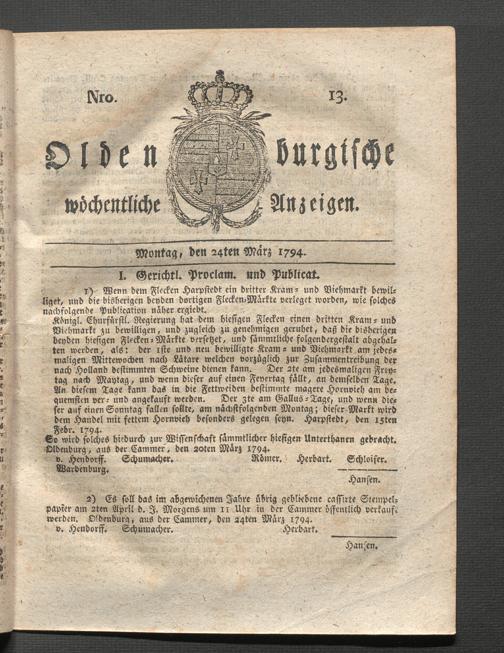 Nro. 13.
Olden burgische
wöchentliche Anzeigen.
Montag, den 24ten März 1794.
I. Gerichtl. Proclam. und Publicat.
1) Wenn dem Flecken Harpstedt ein dritter Kram- und Viehmarkt bewil-
liget, und die bisherigen beyden dortigen Flecken-Märkte verleget worden, wie solches
nachfolgende Publication näher ergiebt.
Königl. Churfürstl. Regierung hat dem hiesigen Flecken einen dritten Kram- und
Viehmarkt zu bewilligen, und zugleich zu genehmigen geruhet, daß die bisherigen
beyden hiesigen Flecken-Märkte versetzet, und sämmtliche folgendergestalt abgehal-
ten werden, als: der 1ste und neu bewilligte Kram- und Viehmarkt am jedes-
maligen Mittewochen nach Lätare welchen vorzüglich zur Zusammentreibung der
nach Holland bestimmten Schweine dienen kann. Der 2te am jedesmaligen Frey-
tag nach Maytag, und wenn dieser auf einen Feyertag fällt, an demselben Tage.
An diesem Tage kann das in die Fettweiden bestimmte magere Hornvieh am be-
quemsten ver- und angekauft werden. Der 3te am Gallus-Tage, und wenn die-
ser auf einen Sonntag fallen sollte, am nächstfolgenden Montag; dieser Markt wird
dem Handel mit fettem Hornvieh besonders gelegen seyn. Harpstedt, den 15ten
Febr. 1794.
So wird solches hiedurch zur Wissenschaft sämmtlicher hiesigen Unterthanen gebracht.
Oldenburg, aus der Cammer, den 20ten März 1794.
v. Hendorff. Schumacher. Römer. Herbart. Schloifer.
Wardenburg.
Hansen.
2) Es soll das im abgewichenen Jahre übrig gebliebene cassirte Stempel-
papier am 2ten April d. J. Morgens um 11 Uhr in der Cammer öffentlich verkauf-
werden. Oldenburg, aus der Cammer, den 24ten März 1794.
v. Hendorff. Schumacher. Herbart.
Hansen.